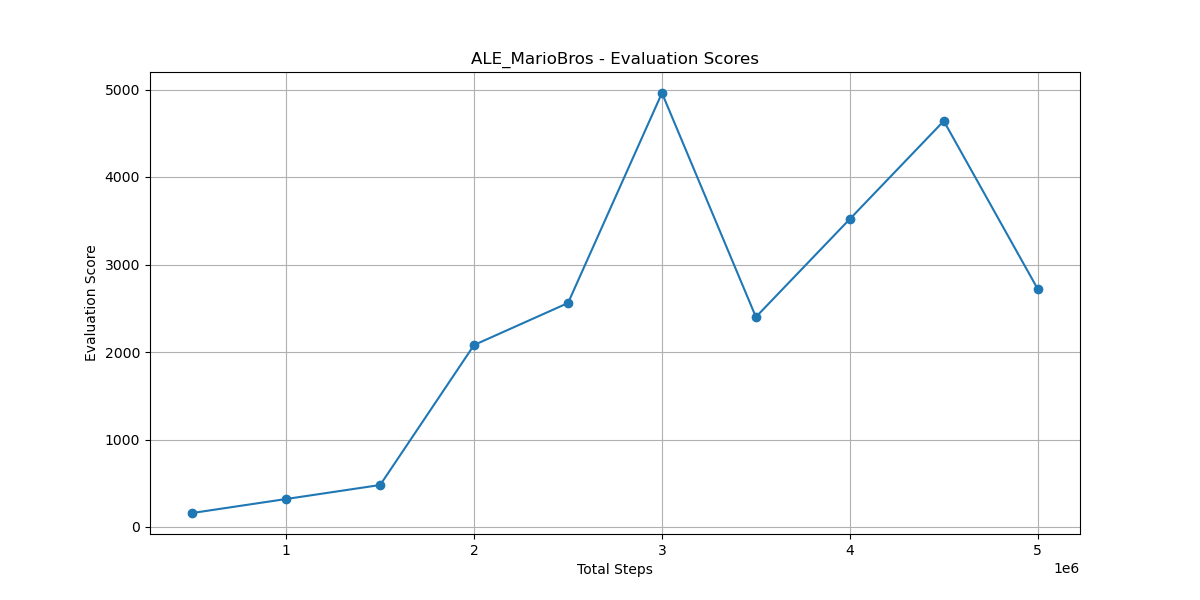 ALE_MarioBros - Evaluation Scores
5000
4000
3000
2000
1000
0
Evaluation Score
1
2
3
4
5
1e6
Total Steps